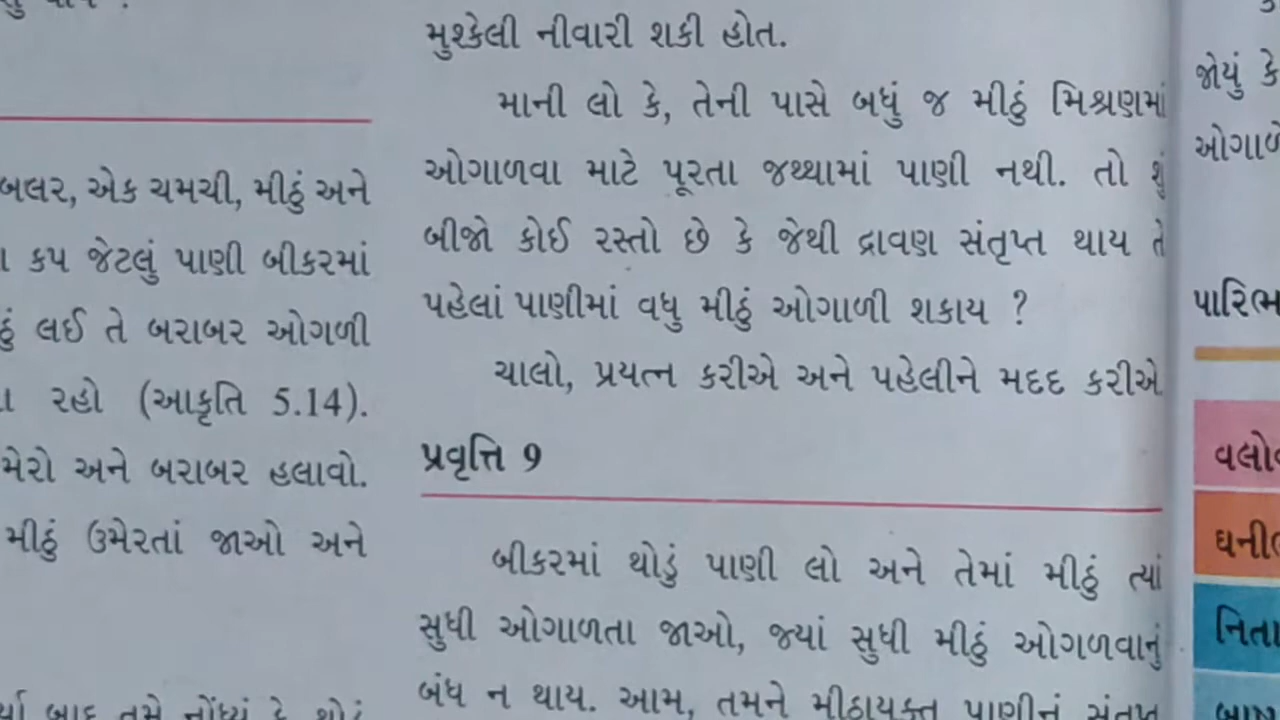 બલર, એક ચમચી, મીઠું અને
કપ જેટલું પાણી બીકરમાં
લઈ તે બરાબર ઓગળી
રહો (આકૃતિ 5.14).
મેરો અને બરાબર હલાવો.
મીઠું ઉમેરતાં જાઓ અને
મુશ્કેલી નીવારી શકી હોત.
માની લો કે, તેની પાસે બધું જ મીઠું મિશ્રણમાં
ઓગાળવા માટે પૂરતા જથ્થામાં પાણી નથી. તો શું
બીજો કોઈ રસ્તો છે કે જેથી દ્રાવણ સંતૃપ્ત થાય તે
પહેલાં પાણીમાં વધુ મીઠું ઓગાળી શકાય ?
ચાલો, પ્રયત્ન કરીએ અને પહેલીને મદદ કરીએ
પ્રવૃત્તિ 9
બીકરમાં થોડું પાણી લો અને તેમાં મીઠું ત્યાં
સુધી ઓગાળતા જાઓ, જ્યાં સુધી મીઠું ઓગળવાનું
બંધ ન થાય. આમ, તમને મીઠાયુક્ત પાણીનું સંતૃપ્ત
જોયું કે
ઓગાળે
પારિભ
વલો
ઘની
નિતા